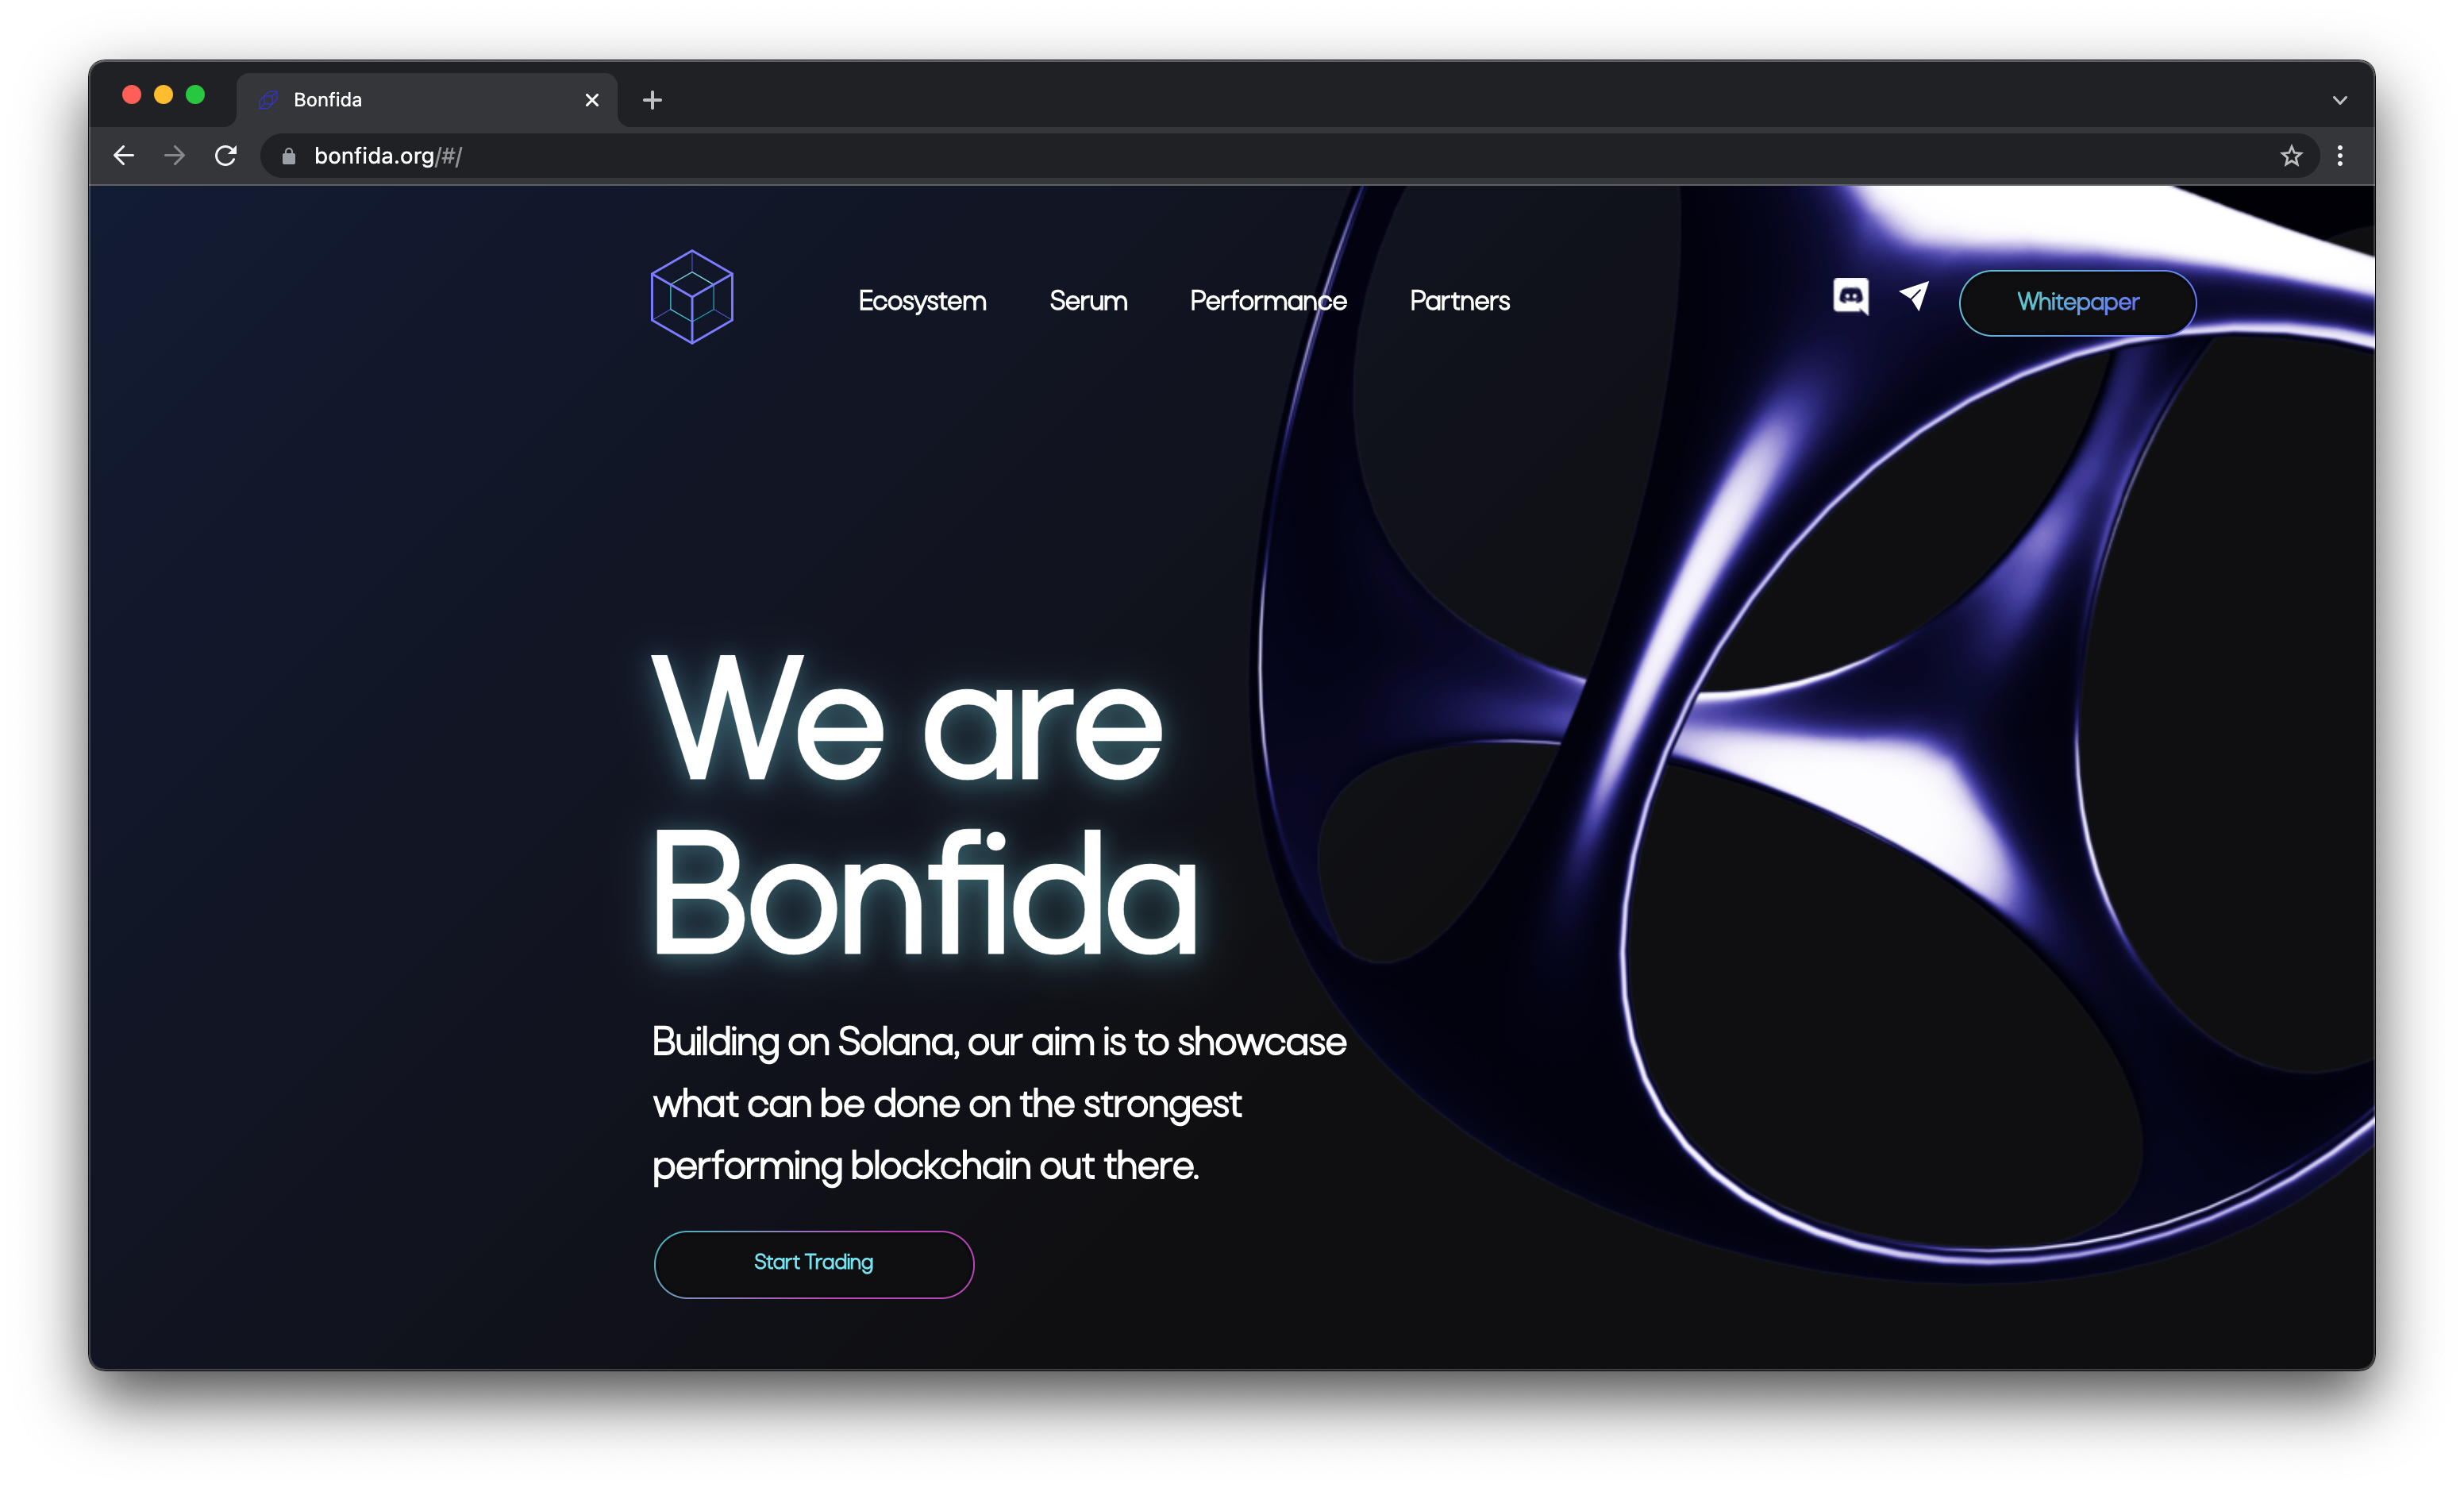 Bonfida
bonfida.org/#/
Ecosystem Serum Performance Partners Whitepaper
We are
Bonfida
Building on Solana, our aim is to showcase
what can be done on the strongest
performing blockchain out there.
Start Trading